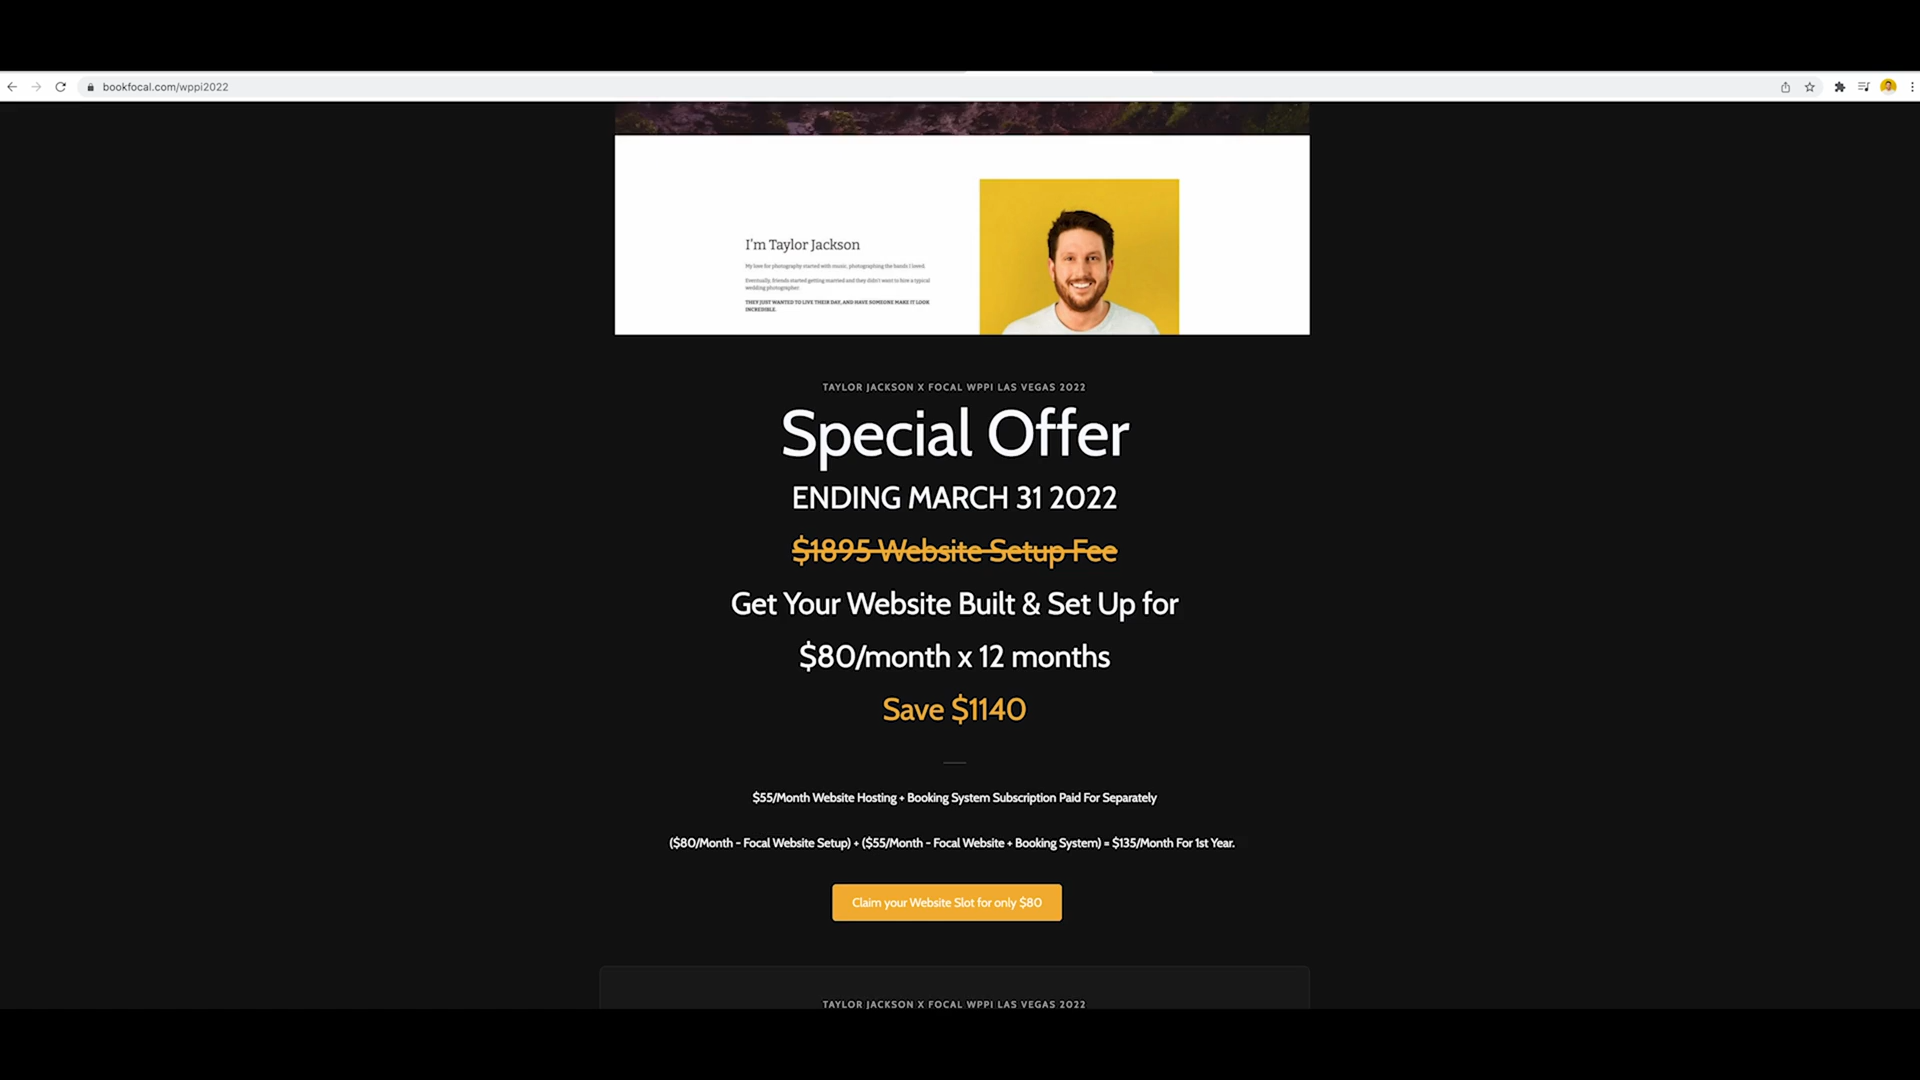 bookfocal.com/wppi2022
I'm Taylor Jackson
My love for photography started with music, photographing the bands I loved.
Eventually, friends started getting married and they didn't want to hire a typical
wedding photographer.
THEY JUST WANTED TO LIVE THEIR DAY, AND HAVE SOMEONE MAKE IT LOOK
INCREDIBLE.
TAYLOR JACKSON X FOCAL WPPI LAS VEGAS 2022
Special Offer
ENDING MARCH 31 2022
$1895 Website Setup Fee
Get Your Website Built & Set Up for
$80/month x 12 months
Save $1140
$55/Month Website Hosting + Booking System Subscription Paid For Separately
($80/Month - Focal Website Setup) + ($55/Month - Focal Website + Booking System) = $135/Month For 1st Year.
Claim your Website Slot for only $80
TAYLOR JACKSON X FOCAL WPPI LAS VEGAS 2022